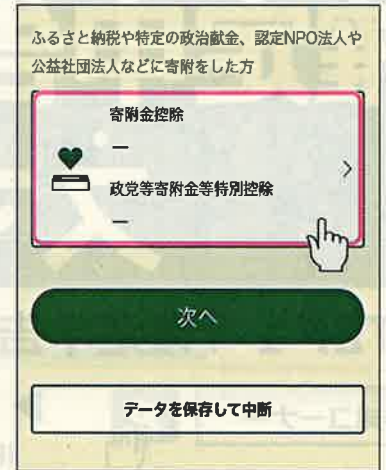 ふるさと納税や特定の政治献金、認定NPO法人や
公益社団法人などに寄附をした方
寄附金控除
―
政党等寄附金等特別控除
―
次へ
データを保存して中断